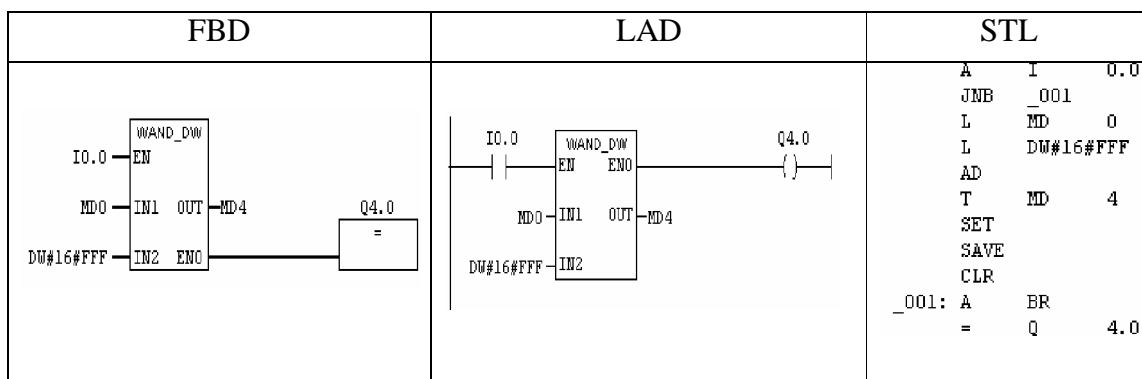 FBD
LAD
STL
WAND_DW
I0.0 EN
MD0 IN1 OUT MD4
DW#16#FFF IN2 ENO
Q4.0
=
I0.0
WAND_DW
EN ENO
Q4.0
( )
MD0 IN1 OUT MD4
DW#16#FFF IN2
A I 0.0
JNB _001
L MD 0
L DW#16#FFF
AD
T MD 4
SET
SAVE
CLR
_001: A BR
= Q 4.0